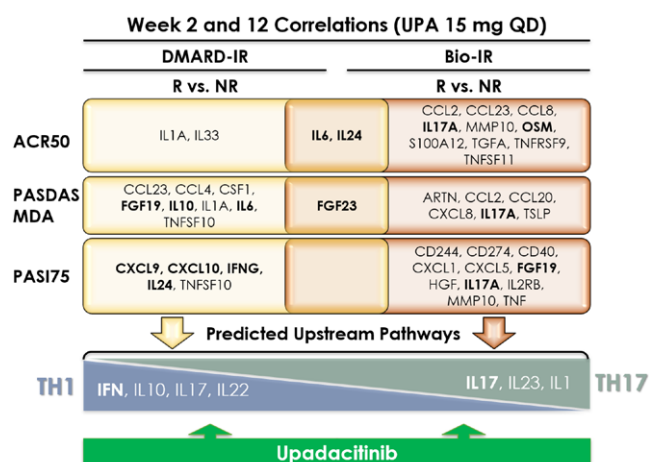 Week 2 and 12 Correlations (UPA 15 mg QD)
DMARD-IR
Bio-IR
R vs. NR
R vs. NR
ACR50
IL1A, IL33
IL6, IL24
CCL2, CCL23, CCL8,
IL17A, MMP10, OSM,
S100A12, TGFA, TNFRSF9,
TNFSF11
PASDAS
MDA
CCL23, CCL4, CSF1,
FGF19, IL10, IL1A, IL6,
TNFSF10
FGF23
ARTN, CCL2, CCL20,
CXCL8, IL17A, TSLP
PASI75
CXCL9, CXCL10, IFNG,
IL24, TNFSF10
CD244, CD274, CD40,
CXCL1, CXCL5, FGF19,
HGF, IL17A, IL2RB,
MMP10, TNF
Predicted Upstream Pathways
TH1
IFN, IL10, IL17, IL22
IL17, IL23, IL1
TH17
Upadacitinib